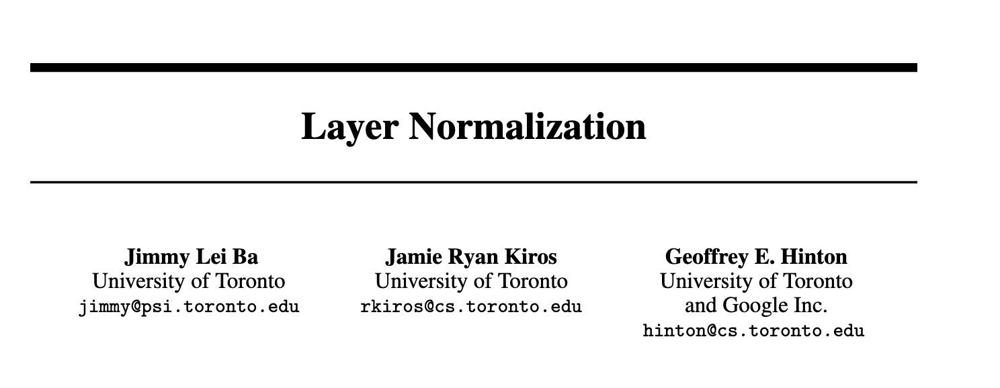 Layer Normalization
Jimmy Lei Ba
University of Toronto
jimmy@psi.toronto.edu
Jamie Ryan Kiros
University of Toronto
rkiros@cs.toronto.edu
Geoffrey E. Hinton
University of Toronto
and Google Inc.
hinton@cs.toronto.edu